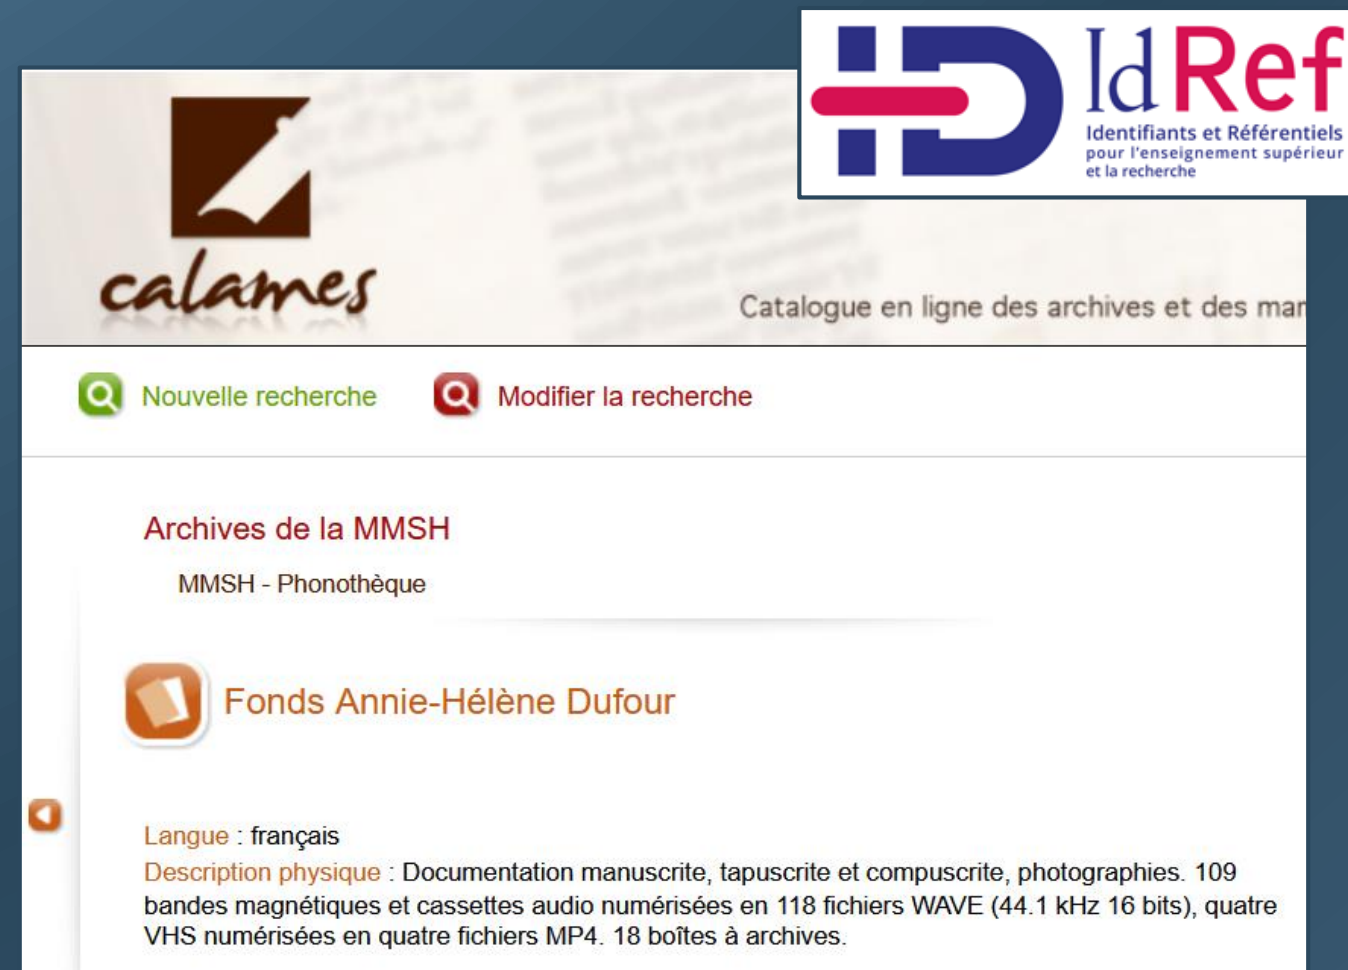 IdRef
Identifiants et Référentiels
pour l'enseignement supérieur
et la recherche
calames
Catalogue en ligne des archives et des mar
Nouvelle recherche
Modifier la recherche
Archives de la MMSH
MMSH - Phonothèque
Fonds Annie-Hélène Dufour
Langue : français
Description physique : Documentation manuscrite, tapuscrite et compuscrite, photographies. 109
bandes magnétiques et cassettes audio numérisées en 118 fichiers WAVE (44.1 kHz 16 bits), quatre
VHS numérisées en quatre fichiers MP4. 18 boîtes à archives.